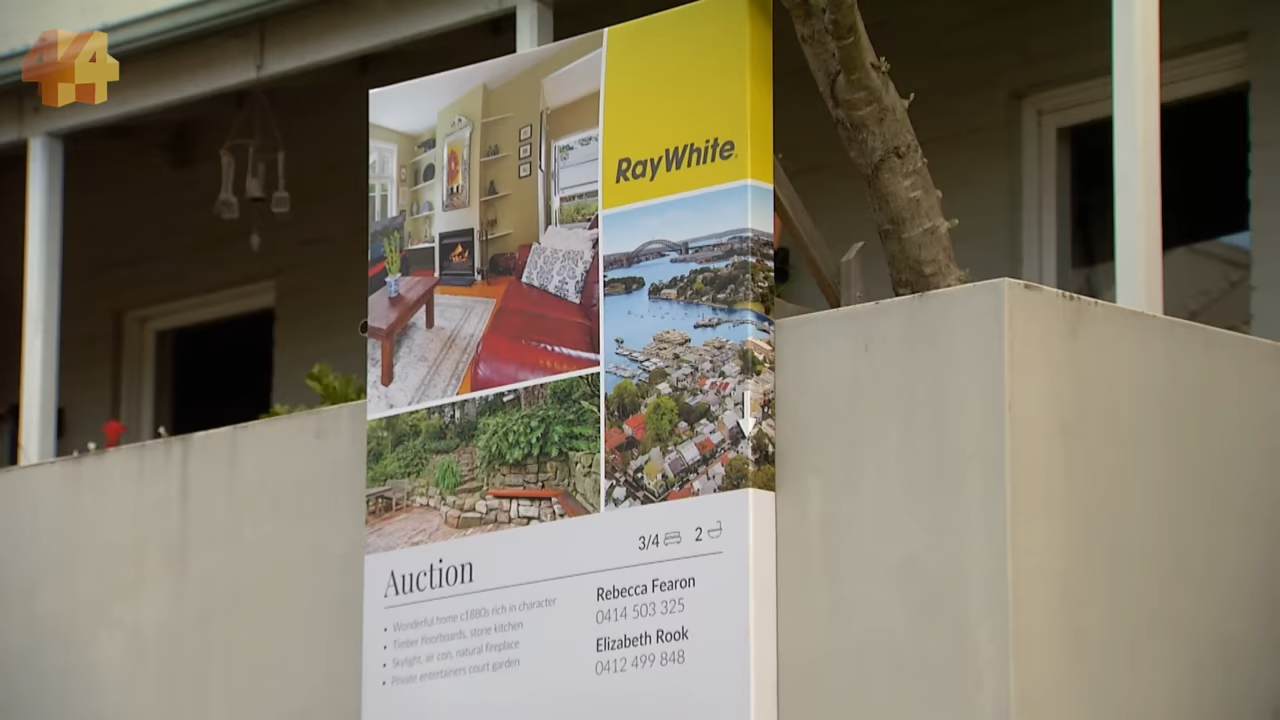 44
RayWhite
3/4 2
Auction
• Wonderful home c1880s rich in character
• Timber floorboards, stone kitchen
• Skylight, air con, natural fireplace
• Private entertainers court garden
Rebecca Fearon
0414 503 325
Elizabeth Rook
0412 499 848